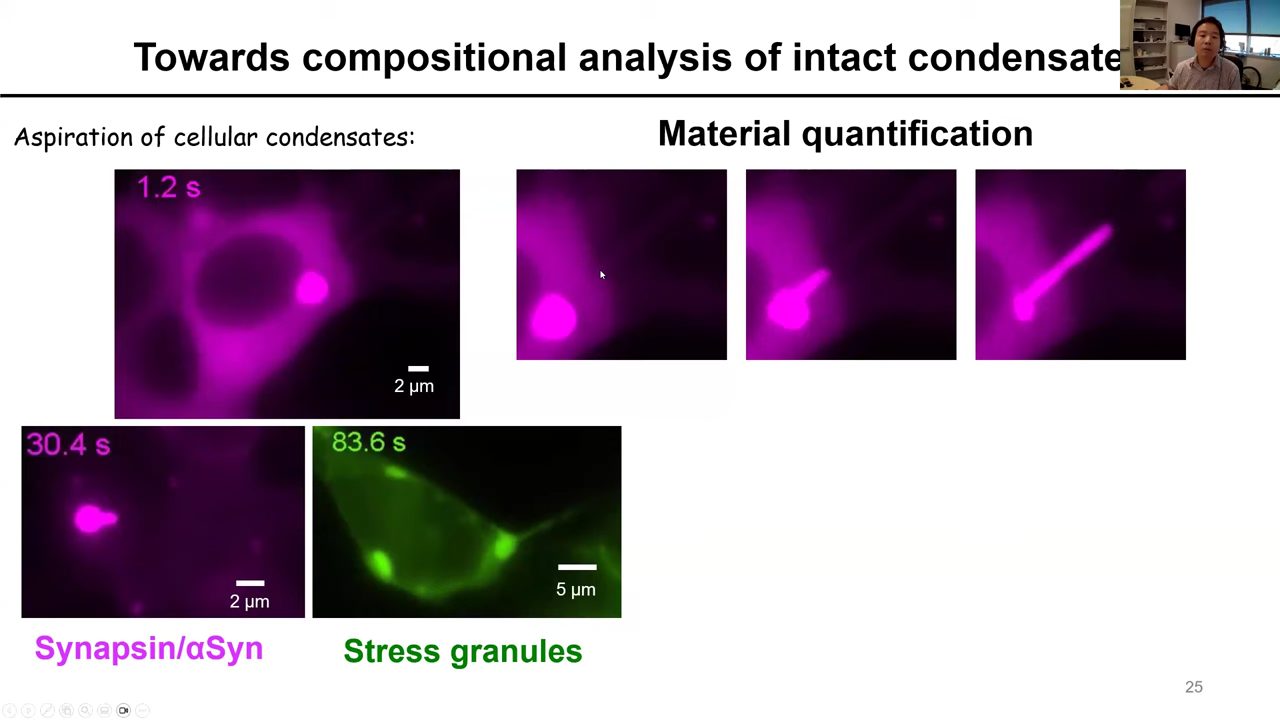 Towards compositional analysis of intact condensate
Aspiration of cellular condensates:
Material quantification
1.2 s
2 μm
30.4 s
2 μm
83.6 s
5 μm
Synapsin/αSyn
Stress granules
25